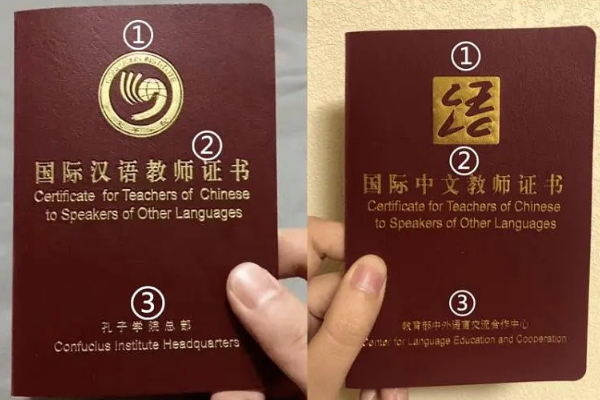 ①
②
国际汉语教师证书
Certificate for Teachers of Chinese
to Speakers of Other Languages
③
孔子学院总部
Confucius Institute Headquarters
①
②
国际中文教师证书
Certificate for Teachers of Chinese
to Speakers of Other Languages
③
教育部中外语言交流合作中心
Center for Language Education and Cooperation